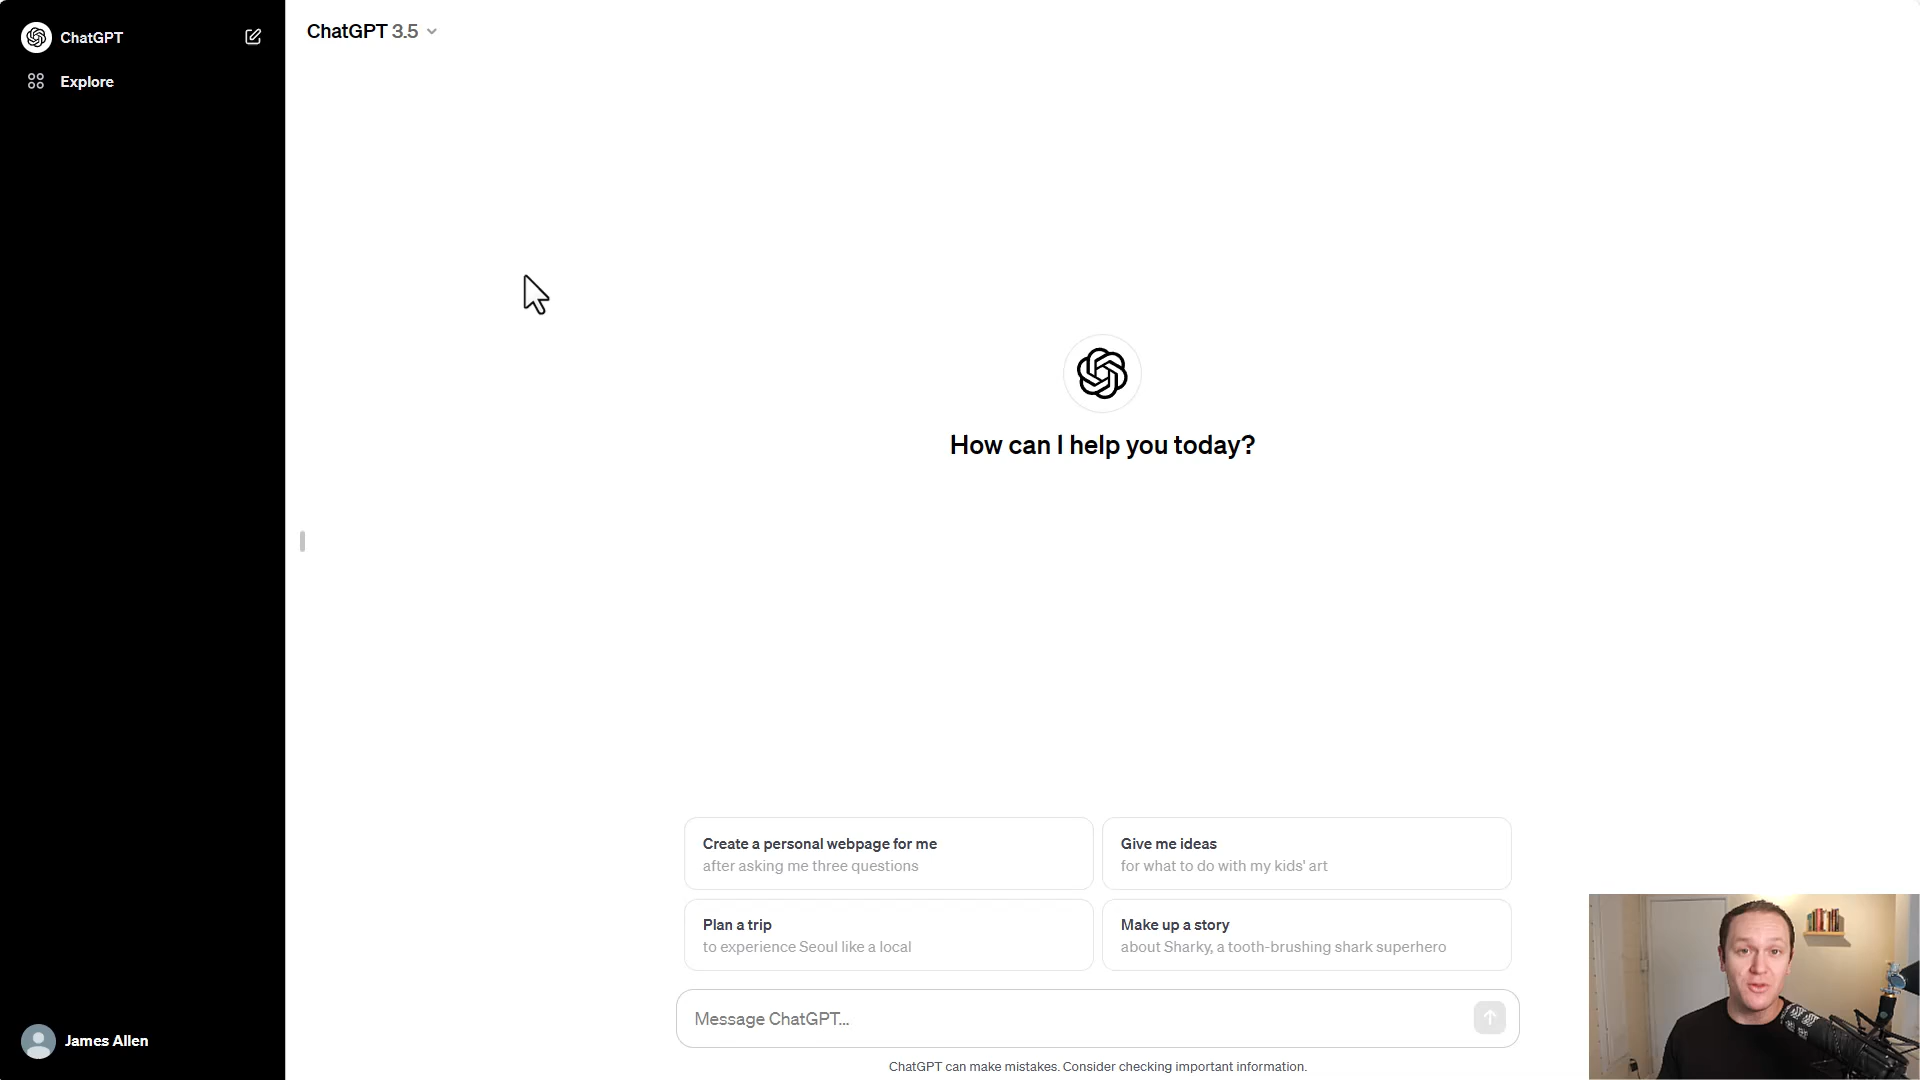 ChatGPT
Explore
ChatGPT 3.5
How can I help you today?
Create a personal webpage for me
after asking me three questions
Give me ideas
for what to do with my kids' art
Plan a trip
to experience Seoul like a local
Make up a story
about Sharky, a tooth-brushing shark superhero
Message ChatGPT...
James Allen
ChatGPT can make mistakes. Consider checking important information.